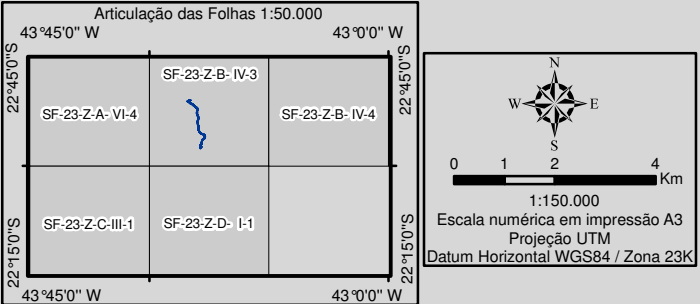 Articulação das Folhas 1:50.000
43°45'0" W 43°0'0" W
22°45'0"S 22°45'0"S
SF-23-Z-B- IV-3
SF-23-Z-A- VI-4 SF-23-Z-B- IV-4
SF-23-Z-C-III-1 SF-23-Z-D- I-1
22°15'0"S 22°15'0"S
43°45'0" W 43°0'0" W
N
W E
S
0 1 2 4
Km
1:150.000
Escala numérica em impressão A3
Projeção UTM
Datum Horizontal WGS84 / Zona 23K